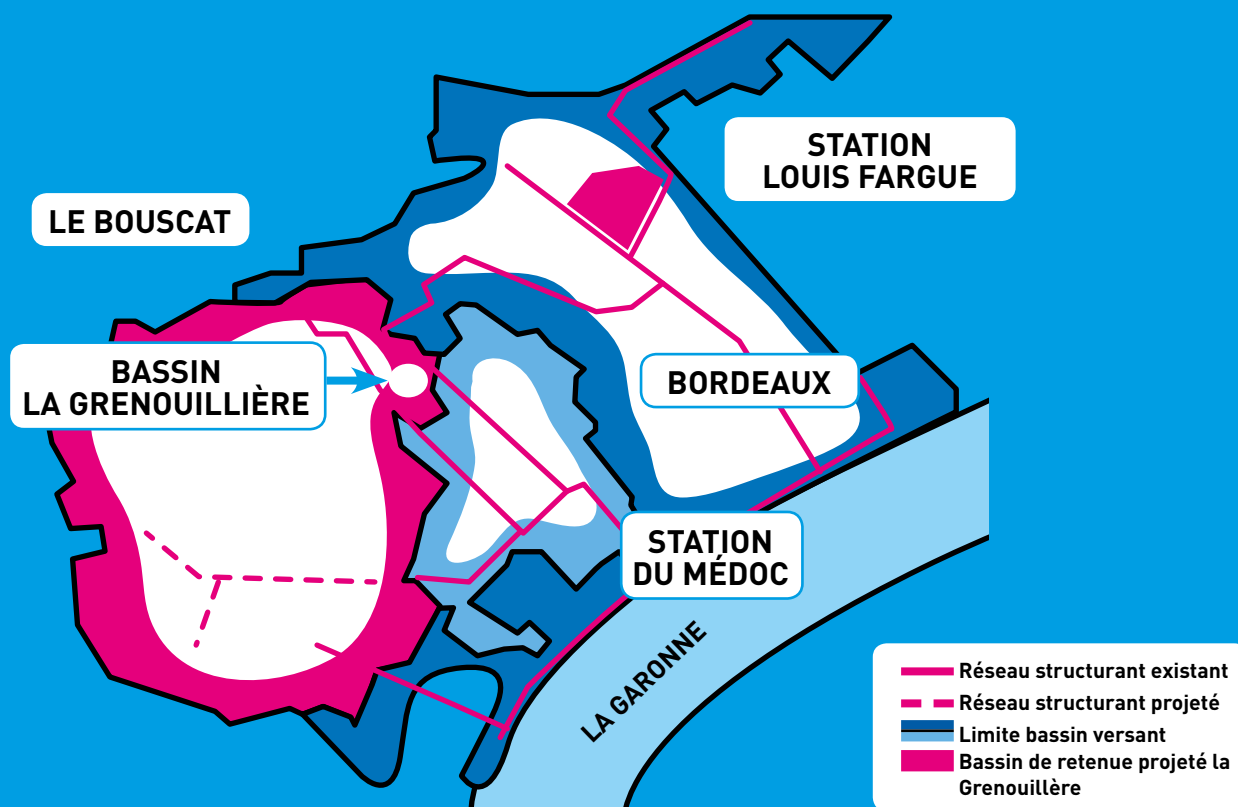 STATION
LOUIS FARGUE
LE BOUSCAT
BASSIN
LA GRENOUILLIÈRE
BORDEAUX
STATION
DU MÉDOC
LA GARONNE
Réseau structurant existant
Réseau structurant projeté
Limite bassin versant
Bassin de retenue projeté la
Grenouillère